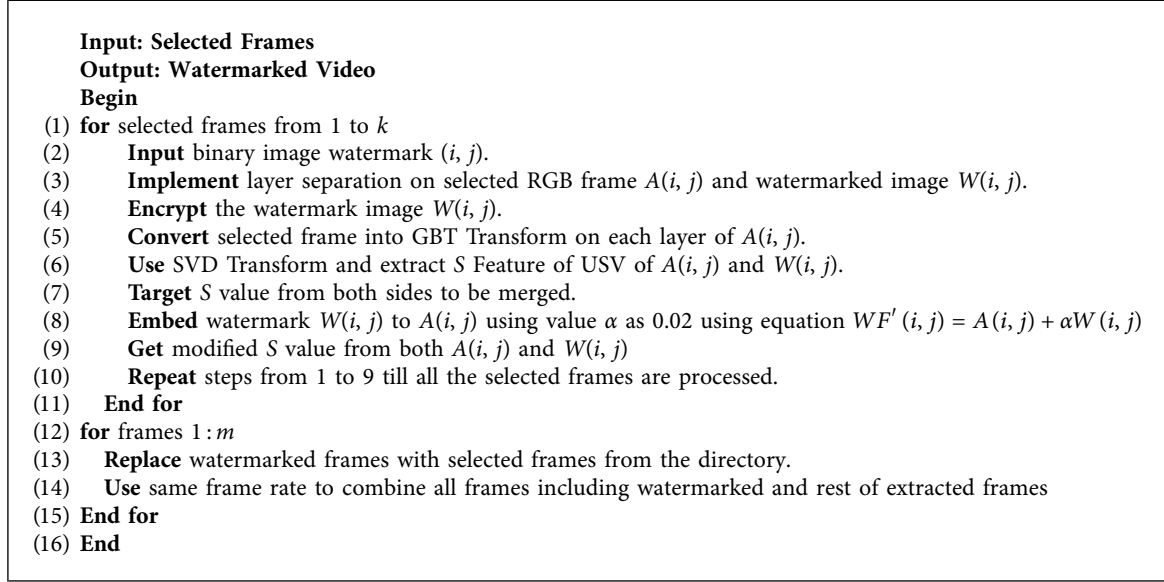 Input: Selected Frames
Output: Watermarked Video
Begin
(1) for selected frames from 1 to k
(2) Input binary image watermark (i, j).
(3) Implement layer separation on selected RGB frame A(i, j) and watermarked image W(i, j).
(4) Encrypt the watermark image W(i, j).
(5) Convert selected frame into GBT Transform on each layer of A(i, j).
(6) Use SVD Transform and extract S Feature of USV of A(i, j) and W(i, j).
(7) Target S value from both sides to be merged.
(8) Embed watermark W(i, j) to A(i, j) using value α as 0.02 using equation WF′ (i, j) = A(i, j) + αW (i, j)
(9) Get modified S value from both A(i, j) and W(i, j)
(10) Repeat steps from 1 to 9 till all the selected frames are processed.
(11) End for
(12) for frames 1 : m
(13) Replace watermarked frames with selected frames from the directory.
(14) Use same frame rate to combine all frames including watermarked and rest of extracted frames
(15) End for
(16) End